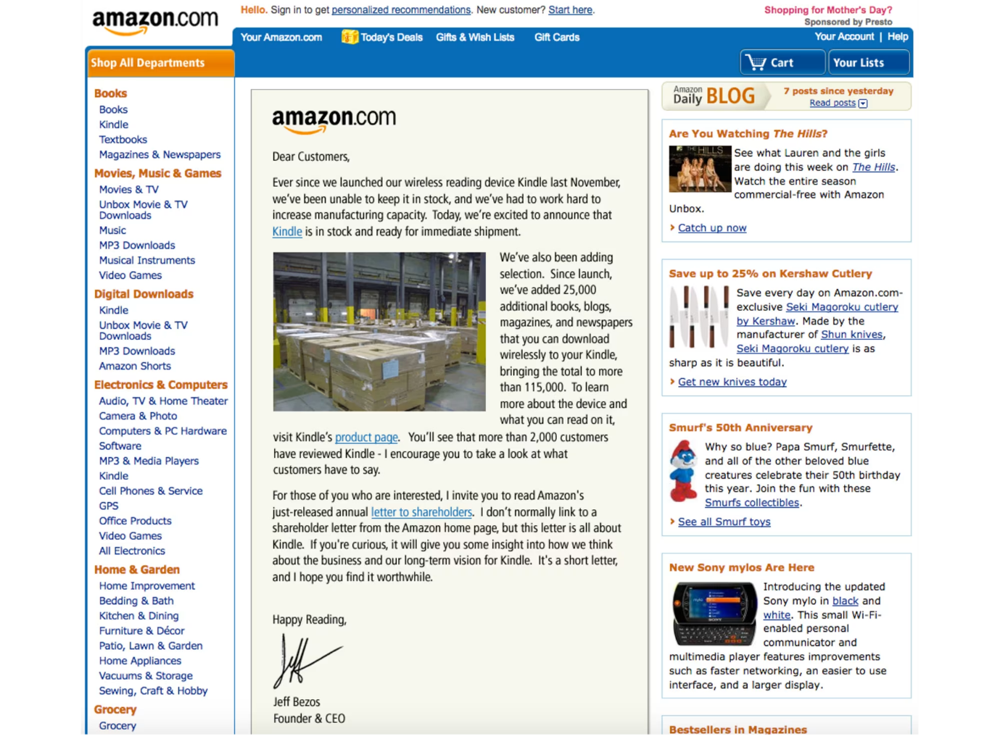 amazon.com
Hello. Sign in to get personalized recommendations. New customer? Start here.
Shopping for Mother's Day?
Sponsored by Presto
Your Amazon.com
Today's Deals
Gifts & Wish Lists
Gift Cards
Your Account | Help
Shop All Departments
Cart
Your Lists
Books
Books
Kindle
Textbooks
Magazines & Newspapers
Movies, Music & Games
Movies & TV
Unbox Movie & TV
Downloads
Music
MP3 Downloads
Musical Instruments
Video Games
Digital Downloads
Kindle
Unbox Movie & TV
Downloads
MP3 Downloads
Amazon Shorts
Electronics & Computers
Audio, TV & Home Theater
Camera & Photo
Computers & PC Hardware
Software
MP3 & Media Players
Kindle
Cell Phones & Service
GPS
Office Products
Video Games
All Electronics
Home & Garden
Home Improvement
Bedding & Bath
Kitchen & Dining
Furniture & Décor
Patio, Lawn & Garden
Home Appliances
Vacuums & Storage
Sewing, Craft & Hobby
Grocery
Grocery
amazon.com
Dear Customers,
Ever since we launched our wireless reading device Kindle last November,
we've been unable to keep it in stock, and we've had to work hard to
increase manufacturing capacity. Today, we're excited to announce that
Kindle is in stock and ready for immediate shipment.
We've also been adding
selection. Since launch,
we've added 25,000
additional books, blogs,
magazines, and newspapers
that you can download
wirelessly to your Kindle,
bringing the total to more
than 115,000. To learn
more about the device and
what you can read on it,
visit Kindle's product page. You'll see that more than 2,000 customers
have reviewed Kindle - I encourage you to take a look at what
customers have to say.
For those of you who are interested, I invite you to read Amazon's
just-released annual letter to shareholders. I don't normally link to a
shareholder letter from the Amazon home page, but this letter is all about
Kindle. If you're curious, it will give you some insight into how we think
about the business and our long-term vision for Kindle. It's a short letter,
and I hope you find it worthwhile.
Happy Reading,
Jeff
Jeff Bezos
Founder & CEO
Amazon
Daily BLOG
7 posts since yesterday
Read posts
Are You Watching The Hills?
THE HILLS
See what Lauren and the girls
are doing this week on The Hills.
Watch the entire season
commercial-free with Amazon
Unbox.
Catch up now
Save up to 25% on Kershaw Cutlery
Save every day on Amazon.com-
exclusive Seki Magoroku cutlery
by Kershaw. Made by the
manufacturer of Shun knives,
Seki Magoroku cutlery is as
sharp as it is beautiful.
Get new knives today
Smurf's 50th Anniversary
Why so blue? Papa Smurf, Smurfette,
and all of the other beloved blue
creatures celebrate their 50th birthday
this year. Join the fun with these
Smurfs collectibles.
See all Smurf toys
New Sony mylos Are Here
mylo
SONY
Introducing the updated
Sony mylo in black and
white. This small Wi-Fi-
enabled personal
communicator and
multimedia player features improvements
such as faster networking, an easier to use
interface, and a larger display.
Bestsellers in Magazines